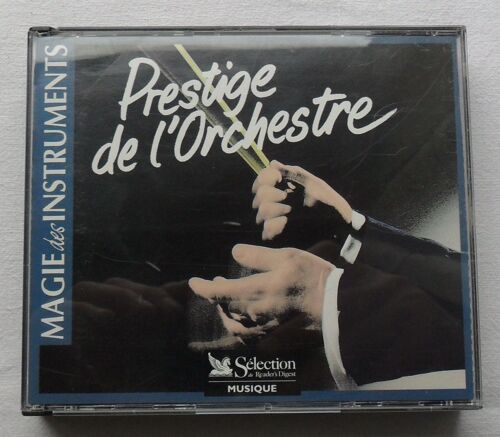 MAGIE des INSTRUMENTS
Prestige
de l'Orchestre
Sélection
du Reader's Digest
MUSIQUE